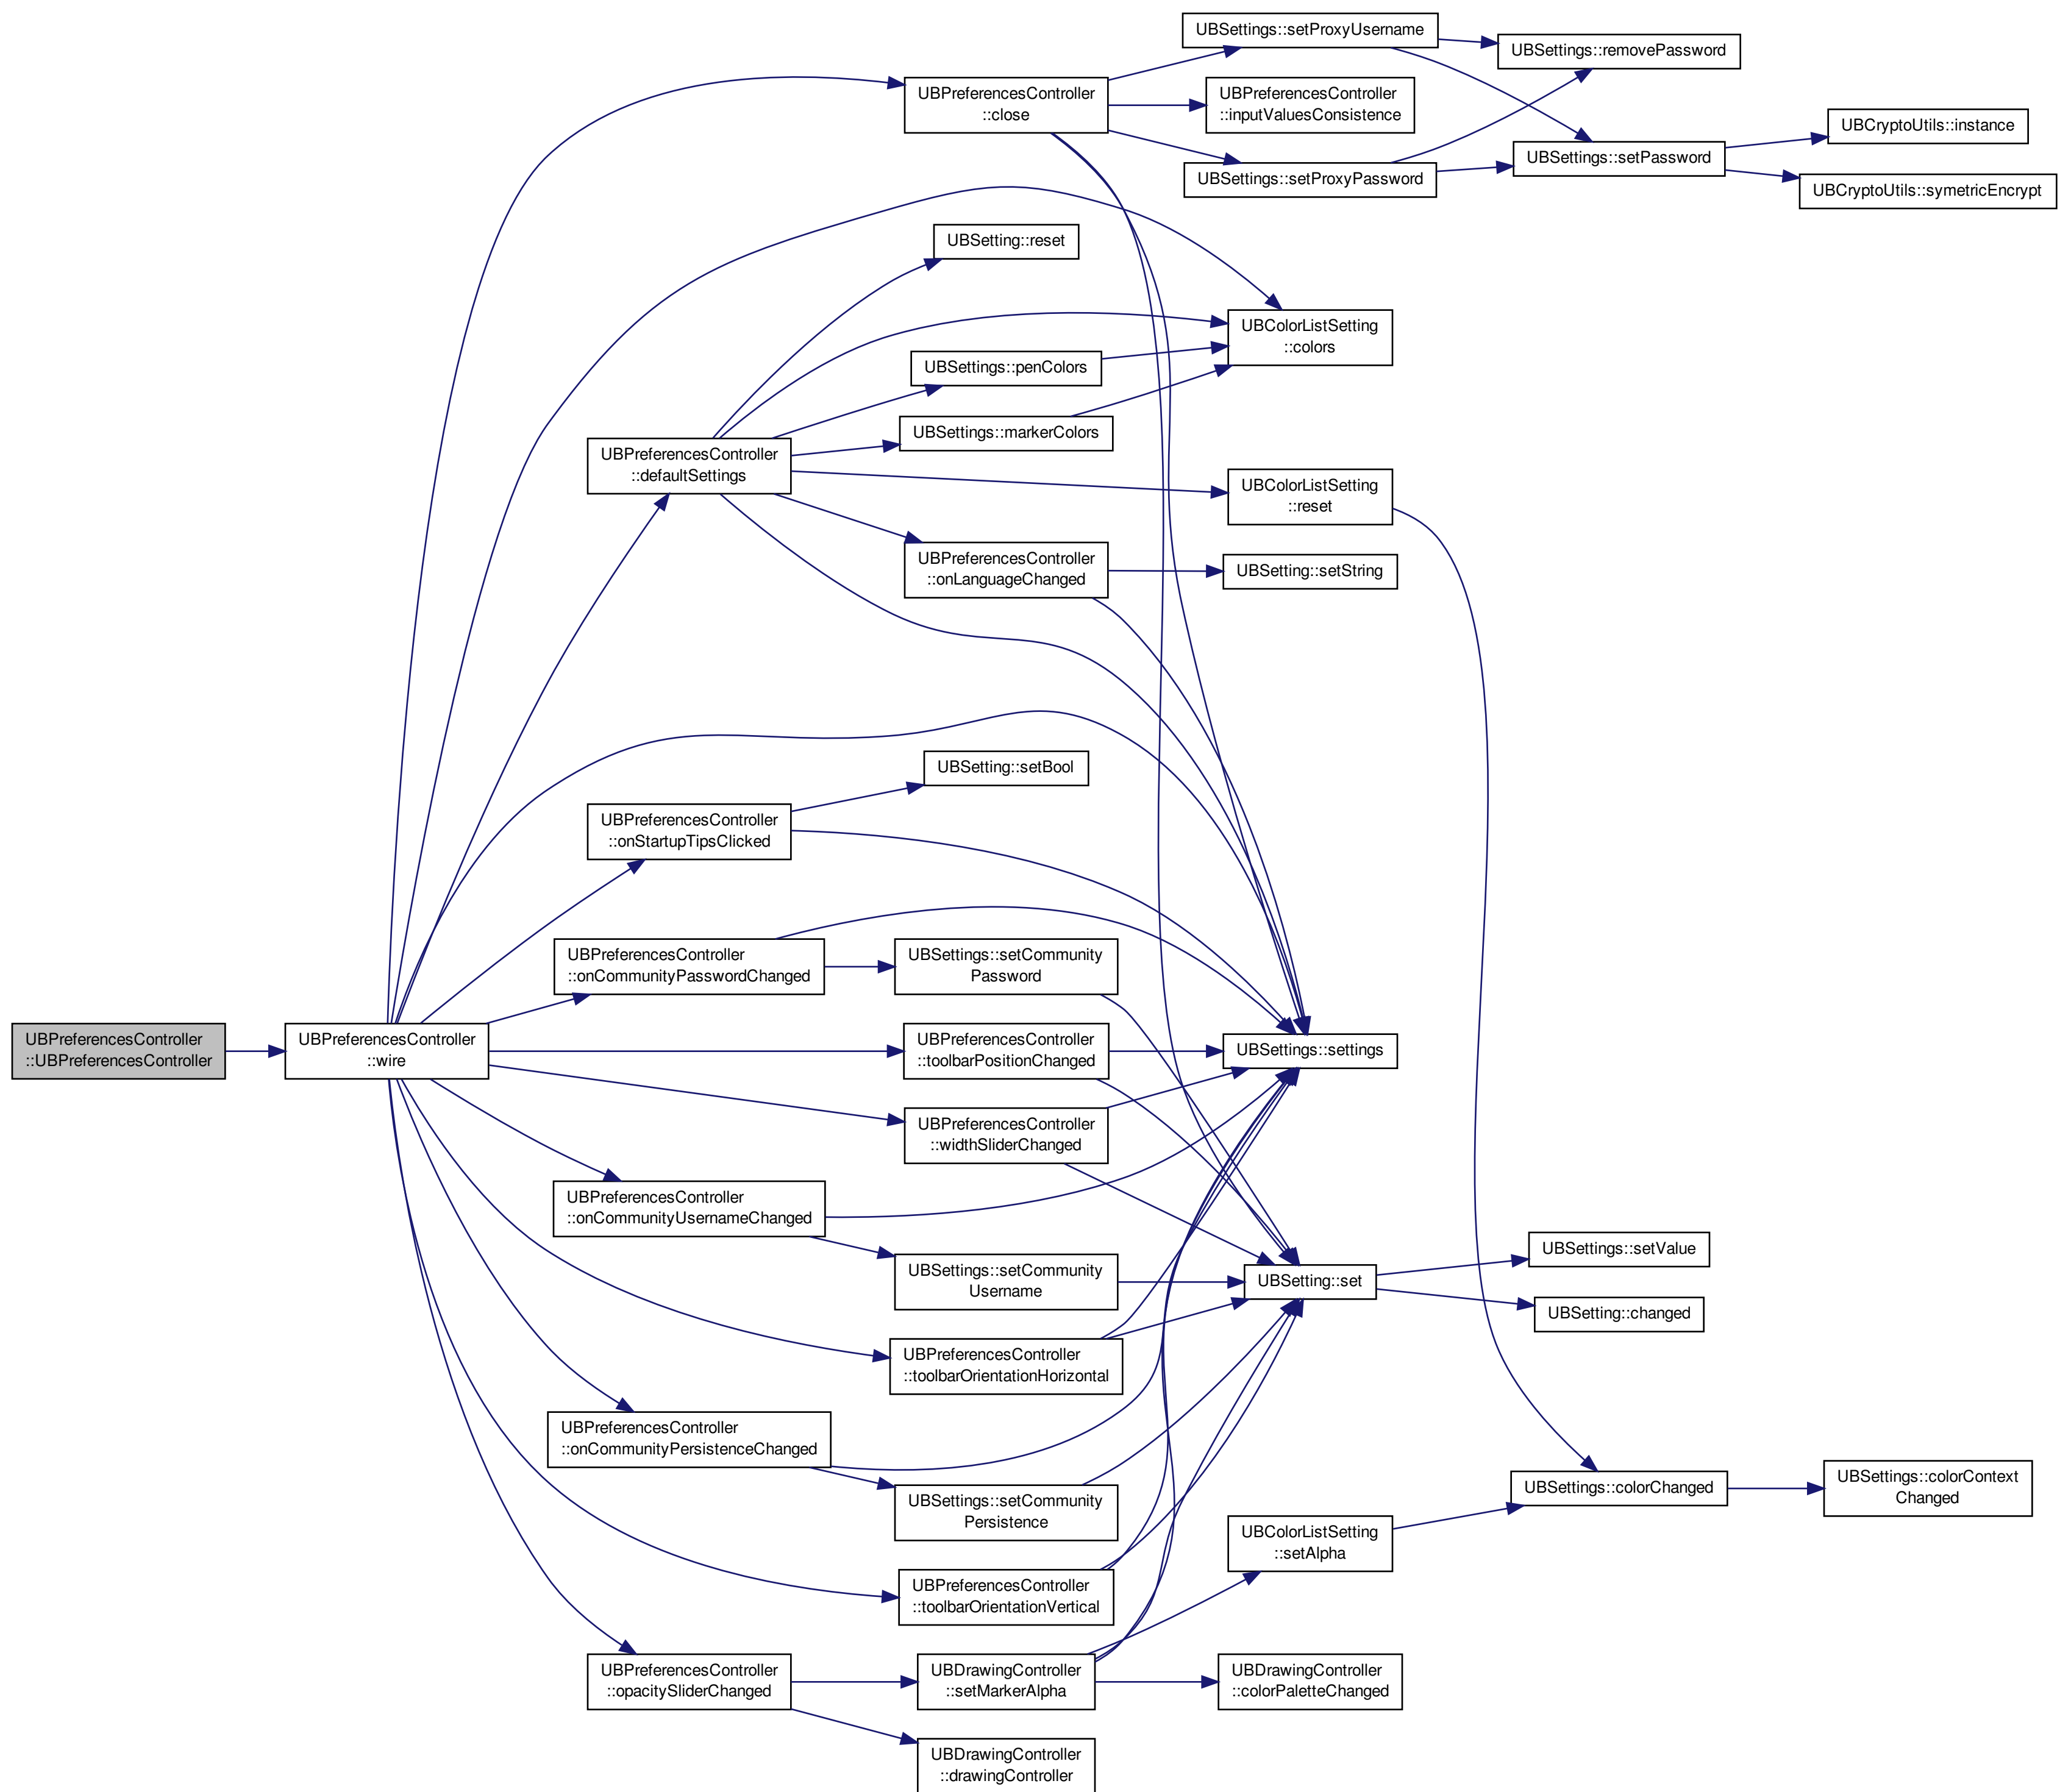 UBSettings::setProxyUsername
UBSettings::removePassword
UBPreferencesController
::close
UBPreferencesController
::inputValuesConsistence
UBCryptoUtils::instance
UBSettings::setPassword
UBSettings::setProxyPassword
UBCryptoUtils::symetricEncrypt
UBSetting::reset
UBColorListSetting
::colors
UBSettings::penColors
UBSettings::markerColors
UBPreferencesController
::defaultSettings
UBColorListSetting
::reset
UBPreferencesController
::onLanguageChanged
UBSetting::setString
UBSetting::setBool
UBPreferencesController
::onStartupTipsClicked
UBPreferencesController
::onCommunityPasswordChanged
UBSettings::setCommunity
Password
UBPreferencesController
::UBPreferencesController
UBPreferencesController
::wire
UBPreferencesController
::toolbarPositionChanged
UBSettings::settings
UBPreferencesController
::widthSliderChanged
UBPreferencesController
::onCommunityUsernameChanged
UBSettings::setValue
UBSettings::setCommunity
Username
UBSetting::set
UBSetting::changed
UBPreferencesController
::toolbarOrientationHorizontal
UBPreferencesController
::onCommunityPersistenceChanged
UBSettings::colorChanged
UBSettings::colorContext
Changed
UBSettings::setCommunity
Persistence
UBColorListSetting
::setAlpha
UBPreferencesController
::toolbarOrientationVertical
UBPreferencesController
::opacitySliderChanged
UBDrawingController
::setMarkerAlpha
UBDrawingController
::colorPaletteChanged
UBDrawingController
::drawingController